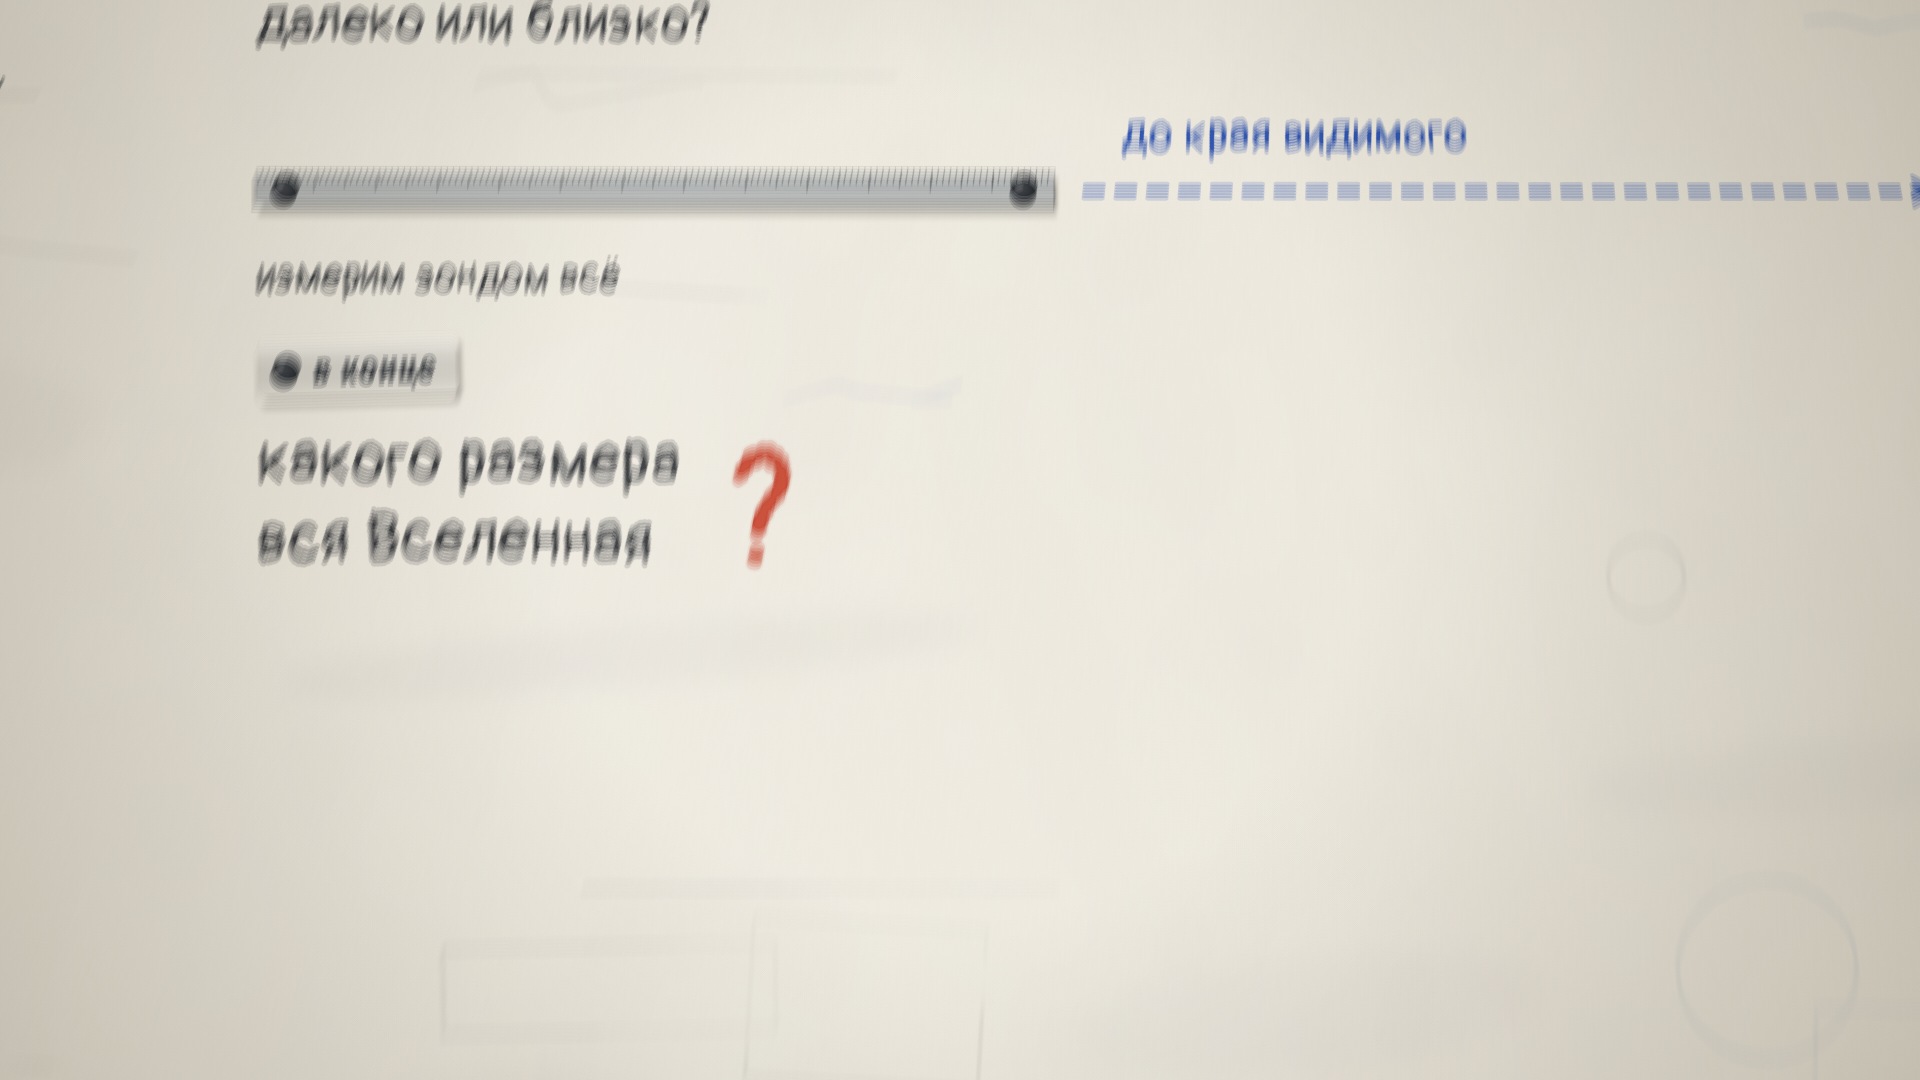 далеко или близко?
до края видимого
измерим зондом всё
в конце
какого размера
вся Вселенная
?